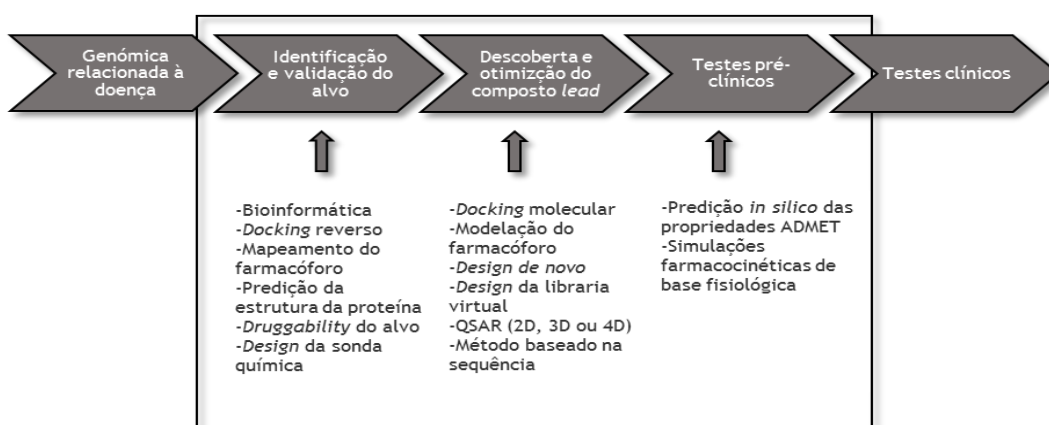 Genómica
relacionada à
doença
Identificação
e validação do
alvo
Descoberta e
otimizção do
composto lead
Testes pré-
clínicos
Testes clínicos
-Bioinformática
-Docking reverso
-Mapeamento do
farmacóforo
-Predição da
estrutura da proteína
-Druggability do alvo
-Design da sonda
química
-Docking molecular
-Modelação do
farmacóforo
-Design de novo
-Design da libraria
virtual
-QSAR (2D, 3D ou 4D)
-Método baseado na
sequência
-Predição in silico das
propriedades ADMET
-Simulações
farmacocinéticas de
base fisiológica